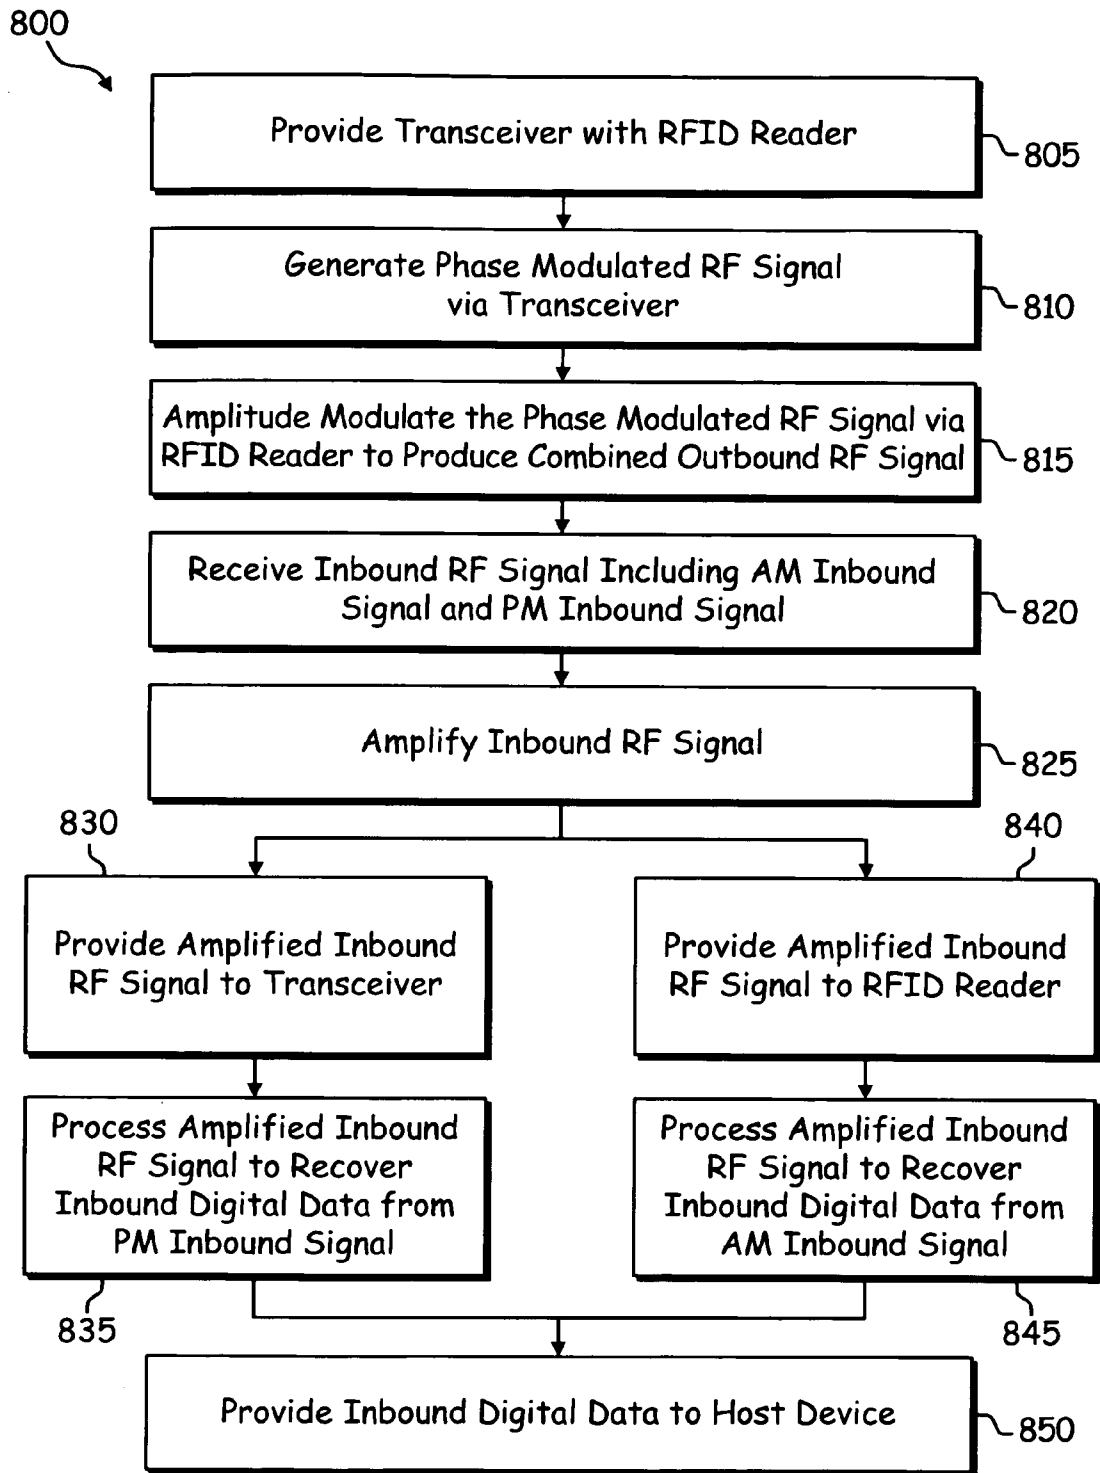 800
Provide Transceiver with RFID Reader
805
Generate Phase Modulated RF Signal
via Transceiver
810
Amplitude Modulate the Phase Modulated RF Signal via
RFID Reader to Produce Combined Outbound RF Signal
815
Receive Inbound RF Signal Including AM Inbound
Signal and PM Inbound Signal
820
Amplify Inbound RF Signal
825
830
Provide Amplified Inbound
RF Signal to Transceiver
840
Provide Amplified Inbound
RF Signal to RFID Reader
Process Amplified Inbound
RF Signal to Recover
Inbound Digital Data from
PM Inbound Signal
835
Process Amplified Inbound
RF Signal to Recover
Inbound Digital Data from
AM Inbound Signal
845
Provide Inbound Digital Data to Host Device
850